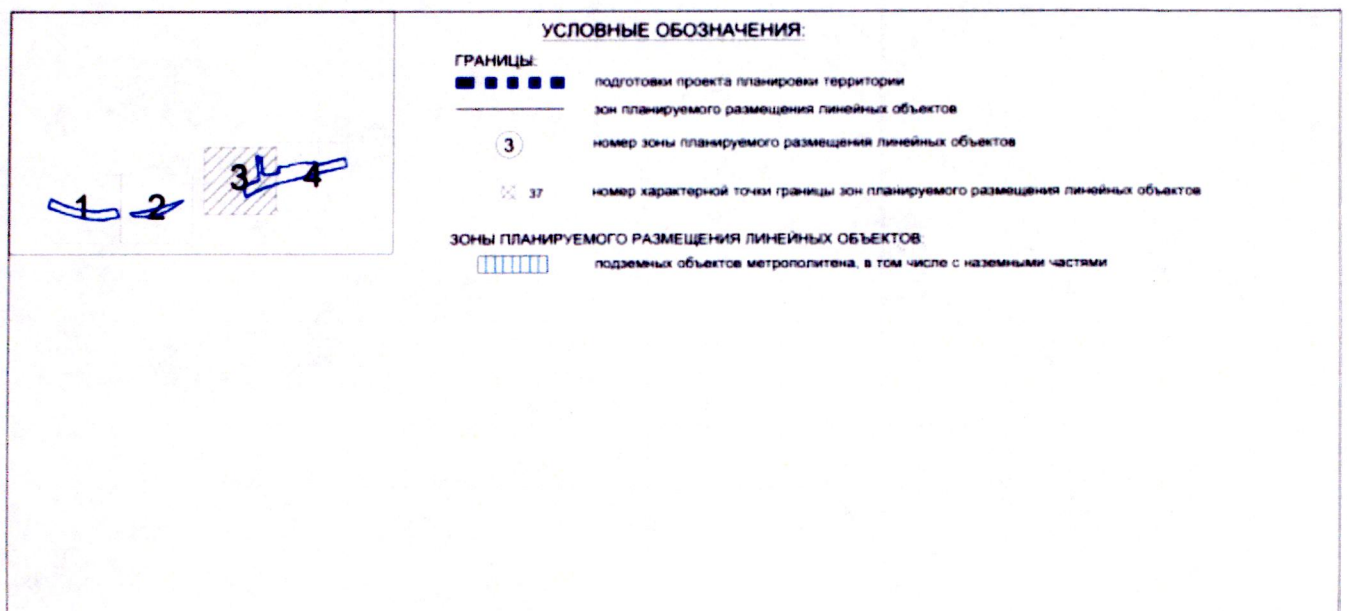 УСЛОВНЫЕ ОБОЗНАЧЕНИЯ:
ГРАНИЦЫ:
подготовки проекта планировки территории
зон планируемого размещения линейных объектов
3 номер зоны планируемого размещения линейных объектов
37 номер характерной точки границы зон планируемого размещения линейных объектов
ЗОНЫ ПЛАНИРУЕМОГО РАЗМЕЩЕНИЯ ЛИНЕЙНЫХ ОБЪЕКТОВ:
подземных объектов метрополитена, в том числе с наземными частями
1 2 3 4